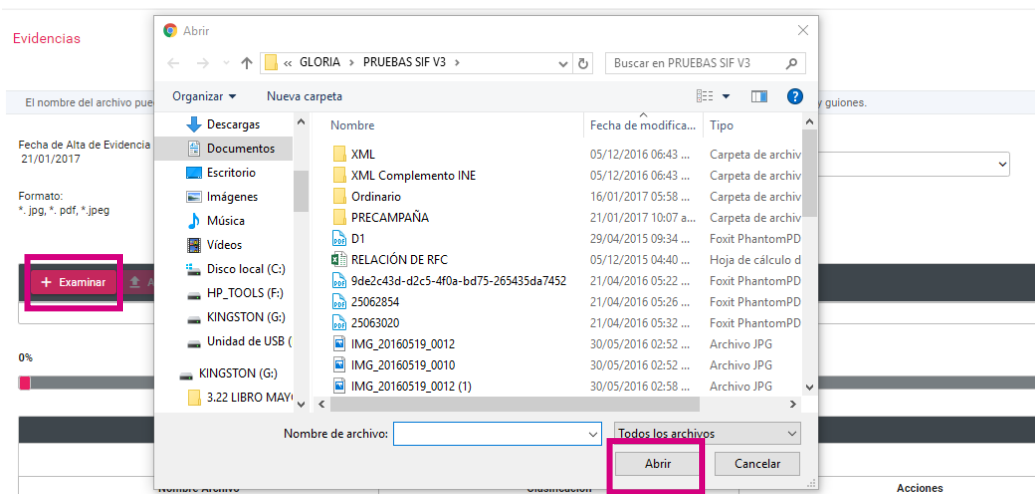 Evidencias
Abrir
« GLORIA > PRUEBAS SIF V3 >
Buscar en PRUEBAS SIF V3
Organizar
Nueva carpeta
El nombre del archivo pue
y guiones.
Fecha de Alta de Evidencia
21/01/2017
Formato:
*. jpg, *. pdf, *.jpeg
+ Examinar
A
0%
Descargas
Documentos
Escritorio
Imágenes
Música
Vídeos
Disco local (C:)
HP_TOOLS (F:)
KINGSTON (G:)
Unidad de USB (
KINGSTON (G:)
3.22 LIBRO MAY
Nombre Fecha de modifica... Tipo
XML 05/12/2016 06:43 ... Carpeta de archiv
XML Complemento INE 05/12/2016 06:43 ... Carpeta de archiv
Ordinario 16/01/2017 05:58 ... Carpeta de archiv
PRECAMPAÑA 21/01/2017 10:07 a... Carpeta de archiv
D1 29/04/2015 09:34 ... Foxit PhantomPD
RELACIÓN DE RFC 05/12/2015 04:40 ... Hoja de cálculo d
9de2c43d-d2c5-4f0a-bd75-265435da7452 21/04/2016 05:22 ... Foxit PhantomPD
25062854 21/04/2016 05:26 ... Foxit PhantomPD
25063020 21/04/2016 05:32 ... Foxit PhantomPD
IMG_20160519_0012 30/05/2016 02:52 ... Archivo JPG
IMG_20160519_0010 30/05/2016 02:52 ... Archivo JPG
IMG_20160519_0012 (1) 30/05/2016 02:58 ... Archivo JPG
Nombre de archivo:
Todos los archivos
Abrir
Cancelar
Nombre Archivo Clasificación Acciones